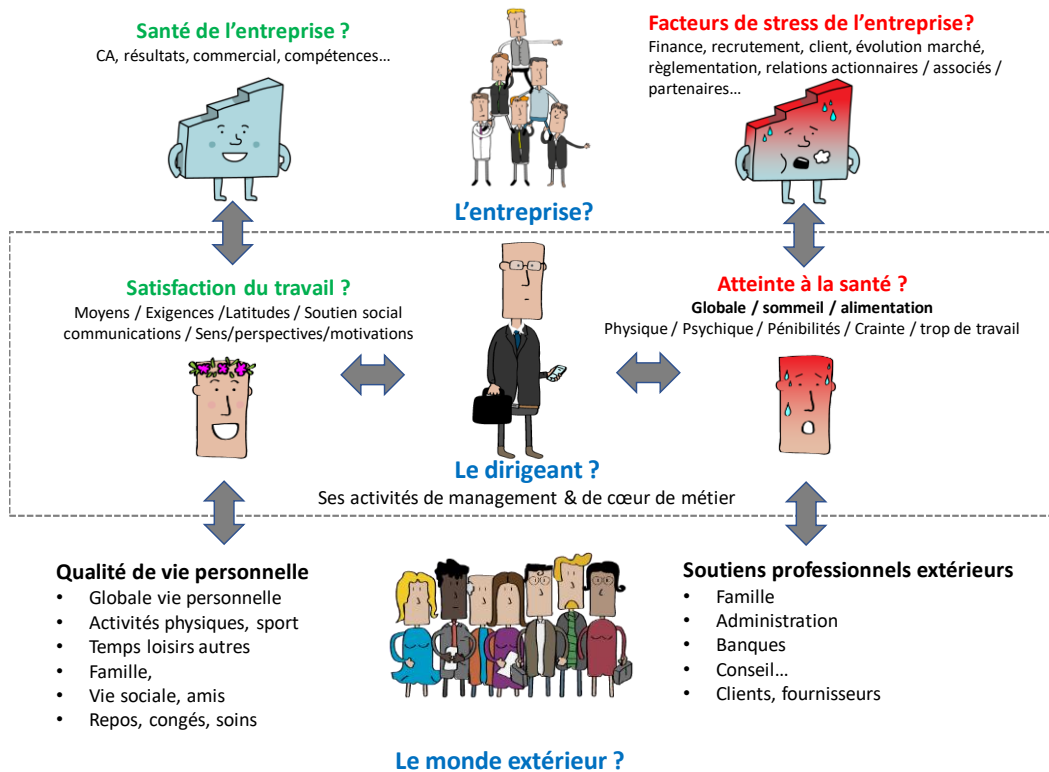 Santé de l'entreprise ?
CA, résultats, commercial, compétences…
Facteurs de stress de l'entreprise?
Finance, recrutement, client, évolution marché,
règlementation, relations actionnaires / associés /
partenaires…
L'entreprise?
Satisfaction du travail ?
Moyens / Exigences /Latitudes / Soutien social
communications / Sens/perspectives/motivations
Atteinte à la santé ?
Globale / sommeil / alimentation
Physique / Psychique / Pénibilités / Crainte / trop de travail
Le dirigeant ?
Ses activités de management & de cœur de métier
Qualité de vie personnelle
• Globale vie personnelle
• Activités physiques, sport
• Temps loisirs autres
• Famille,
• Vie sociale, amis
• Repos, congés, soins
Soutiens professionnels extérieurs
• Famille
• Administration
• Banques
• Conseil…
• Clients, fournisseurs
Le monde extérieur ?